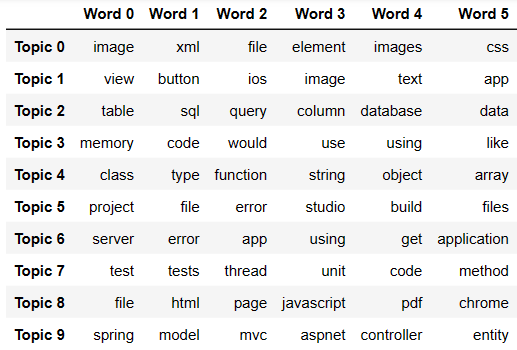 Word 0 Word 1 Word 2 Word 3 Word 4 Word 5
Topic 0 image xml file element images css
Topic 1 view button ios image text app
Topic 2 table sql query column database data
Topic 3 memory code would use using like
Topic 4 class type function string object array
Topic 5 project file error studio build files
Topic 6 server error app using get application
Topic 7 test tests thread unit code method
Topic 8 file html page javascript pdf chrome
Topic 9 spring model mvc aspnet controller entity